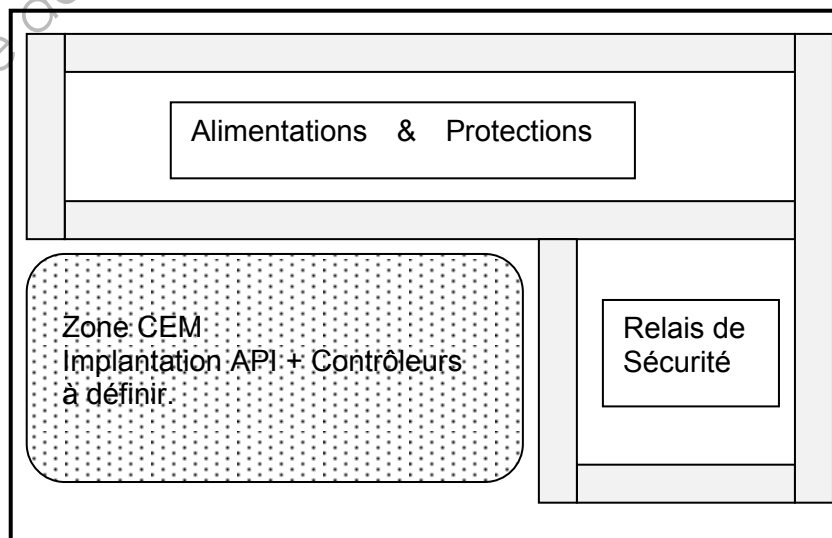 Alimentations & Protections
Zone CEM
Implantation API + Contrôleurs
à définir.
Relais de
Sécurité